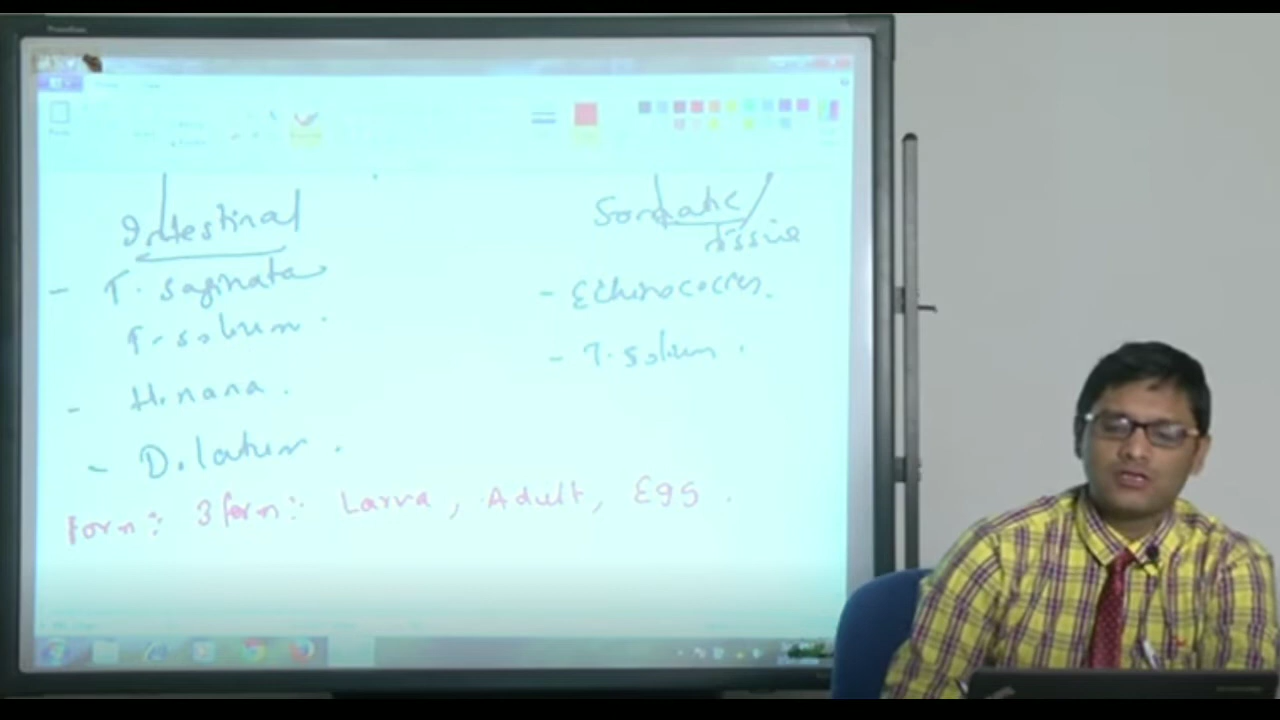 Intestinal
Somatic/
tissue
- T. saginata
T. solium.
- H. nana.
- D. latum.
- Echinococcus.
- T. solium.
Form:- 3 form:- Larva, Adult, Egg.